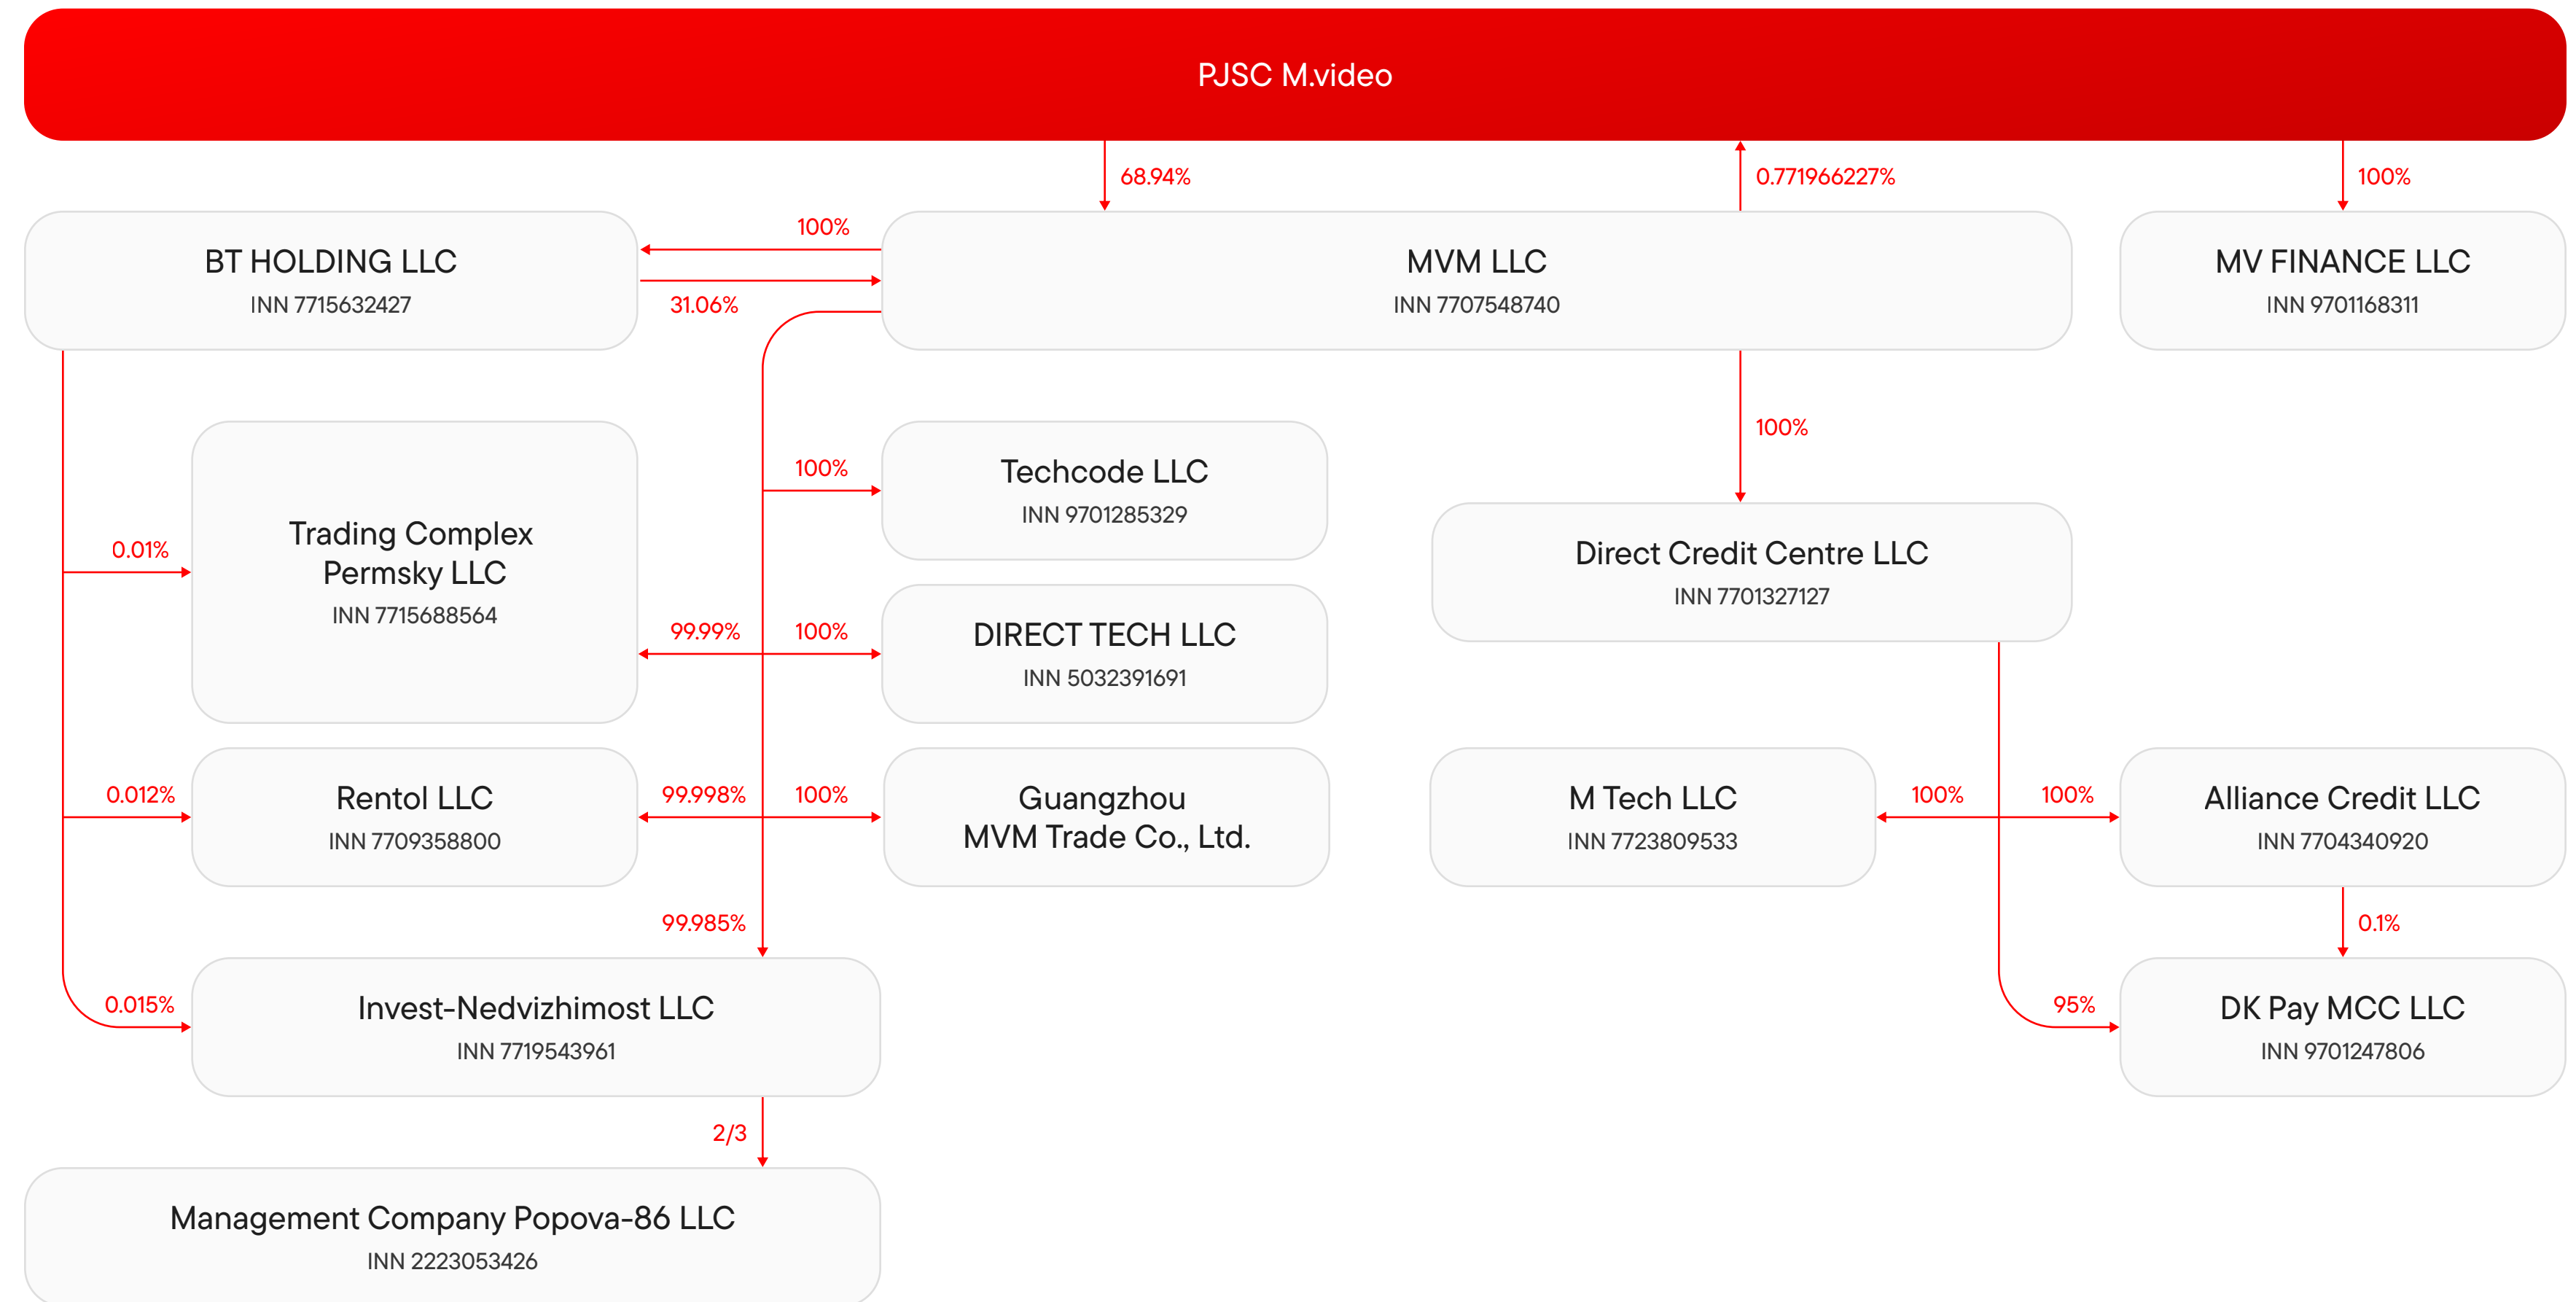 PJSC M.video
68.94%
0.771966227%
100%
100%
BT HOLDING LLC
INN 7715632427
31.06%
MVM LLC
INN 7707548740
MV FINANCE LLC
INN 9701168311
100%
100%
Techcode LLC
INN 9701285329
Direct Credit Centre LLC
INN 7701327127
0.01%
Trading Complex
Permsky LLC
INN 7715688564
99.99%
100%
DIRECT TECH LLC
INN 5032391691
0.012%
Rentol LLC
INN 7709358800
99.998%
100%
Guangzhou
MVM Trade Co., Ltd.
M Tech LLC
INN 7723809533
100%
100%
Alliance Credit LLC
INN 7704340920
99.985%
0.1%
0.015%
Invest-Nedvizhimost LLC
INN 7719543961
95%
DK Pay MCC LLC
INN 9701247806
2/3
Management Company Popova-86 LLC
INN 2223053426